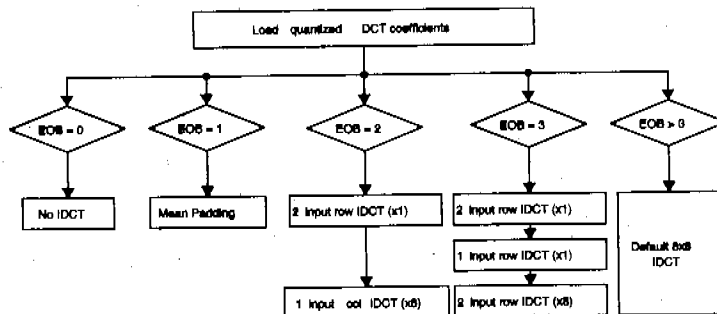 Load quantized DCT coefficients
EOB = 0
EOB = 1
EOB = 2
EOB = 3
EOB > 3
No IDCT
Mean Padding
2 Input row IDCT (x1)
2 Input row IDCT (x1)
1 Input row IDCT (x1)
Default 8x8
IDCT
1 Input col IDCT (x8)
2 Input row IDCT (x8)